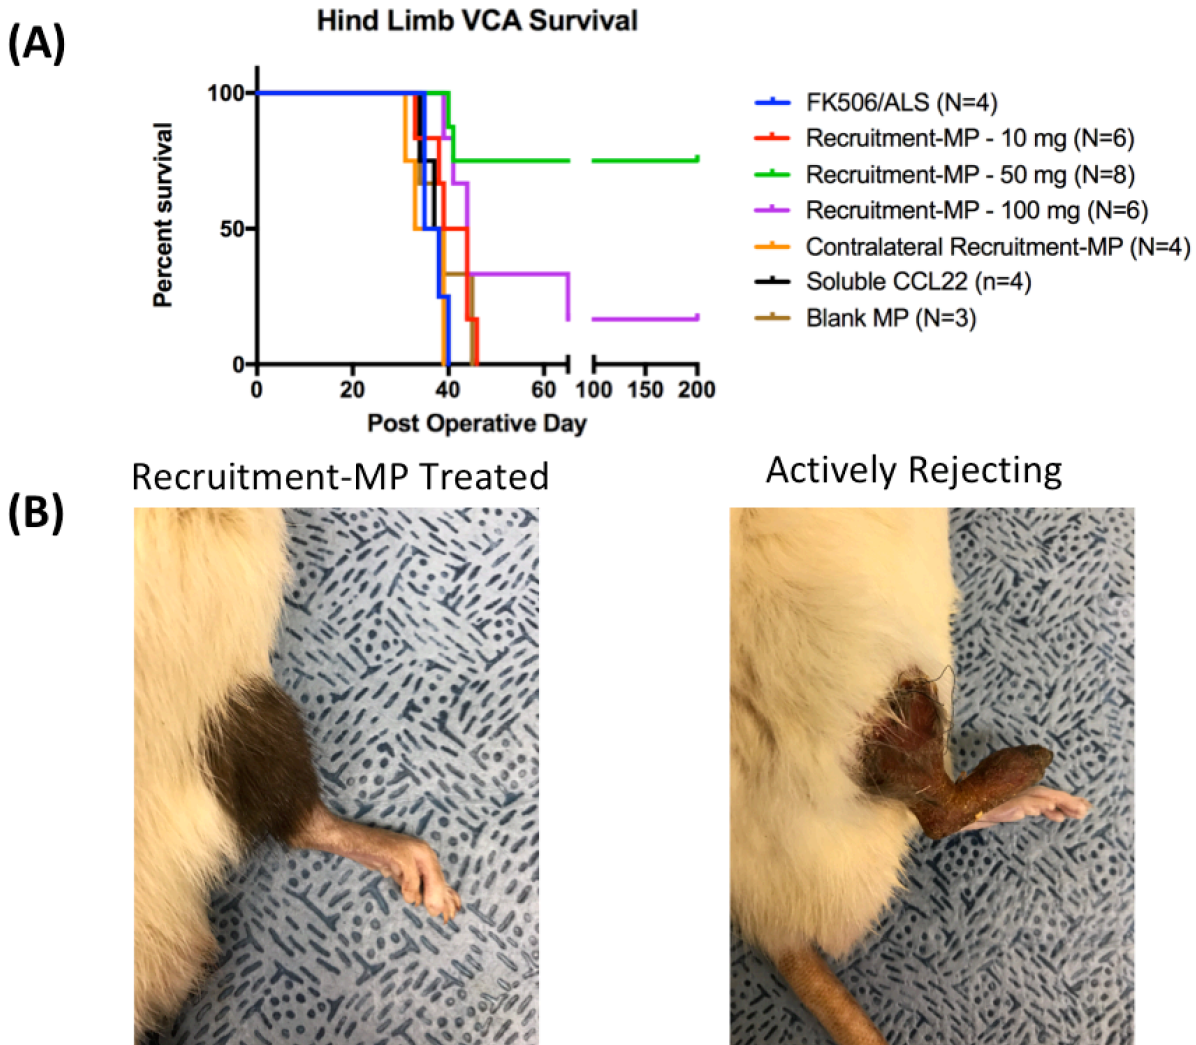 (A)
Hind Limb VCA Survival
Percent survival
100
50
0
0 20 40 60 100 150 200
Post Operative Day
FK506/ALS (N=4)
Recruitment-MP - 10 mg (N=6)
Recruitment-MP - 50 mg (N=8)
Recruitment-MP - 100 mg (N=6)
Contralateral Recruitment-MP (N=4)
Soluble CCL22 (n=4)
Blank MP (N=3)
(B)
Recruitment-MP Treated
Actively Rejecting